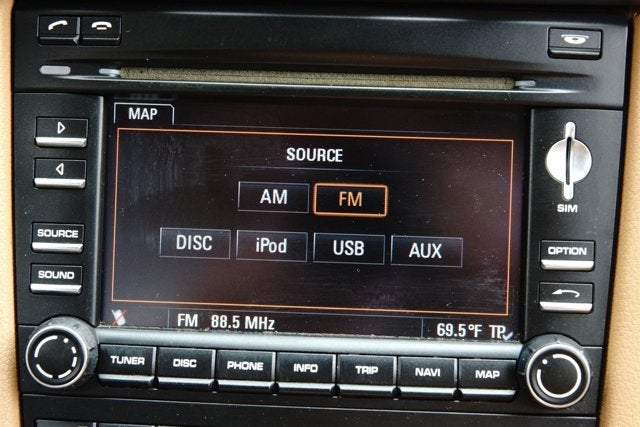 MAP
SOURCE
AM FM
DISC iPod USB AUX
FM 88.5 MHz 69.5°F TP
SOURCE
SOUND
SIM
OPTION
TUNER DISC PHONE INFO TRIP NAVI MAP